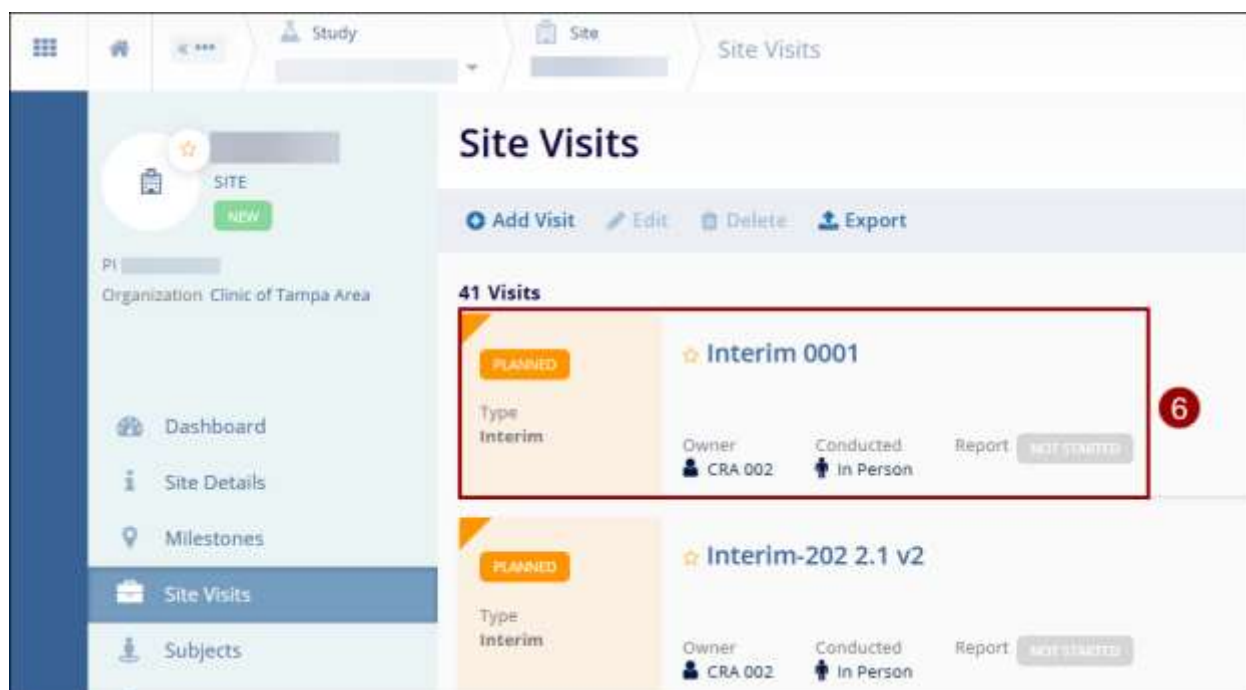 Study
Site
Site Visits
SITE
NEW
PI
Organization Clinic of Tampa Area
Dashboard
Site Details
Milestones
Site Visits
Subjects
Site Visits
Add Visit Edit Delete Export
41 Visits
PLANNED
Interim 0001
Type
Interim
Owner Conducted Report NOT STARTED
CRA 002 In Person
6
PLANNED
Interim-202 2.1 v2
Type
Interim
Owner Conducted Report NOT STARTED
CRA 002 In Person